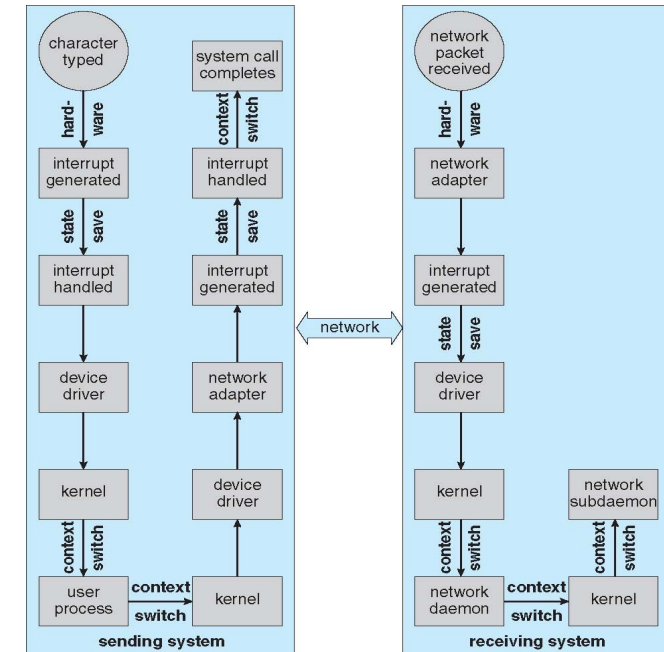 character
typed
hard-
ware
interrupt
generated
state
save
interrupt
handled
device
driver
kernel
context
switch
user
process
context
switch
kernel
device
driver
network
adapter
interrupt
generated
state
save
interrupt
handled
context
switch
system call
completes
sending system
network
network
packet
received
hard-
ware
network
adapter
interrupt
generated
state
save
device
driver
kernel
context
switch
network
daemon
context
switch
kernel
context
switch
network
subdaemon
receiving system